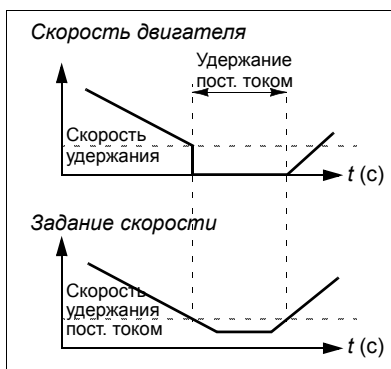 Скорость двигателя
Удержание
пост. током
Скорость
удержания
t (с)
Задание скорости
Скорость
удержания
пост. током
t (с)